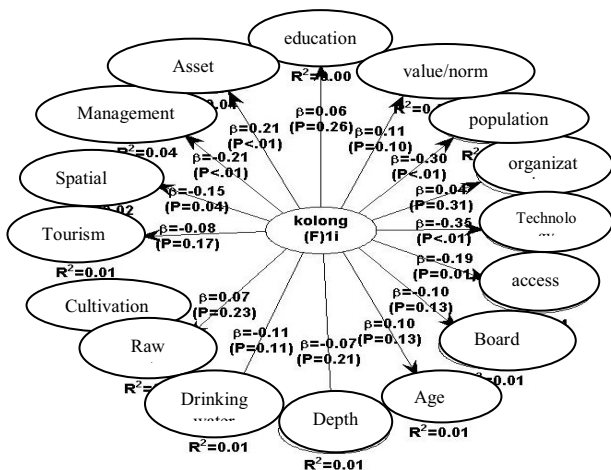 education
R²=0.00
Asset
value/norm
Management
R²=0.04
population
Spatial
organizat
Tourism
R²=0.01
Technolo
access
Cultivation
Raw
Board
R²=0.01
Drinking
R²=0.01
Depth
R²=0.01
Age
R²=0.01
kolong
(F)1i
β=0.06
(P=0.26)
β=0.21
(P<.01)
β=0.11
(P=0.10)
β=-0.21
(P<.01)
β=-0.30
(P<.01)
β=-0.15
(P=0.04)
β=0.04
(P=0.31)
β=-0.08
(P=0.17)
β=-0.35
(P<.01)
β=-0.19
(P=0.01)
β=0.07
(P=0.23)
β=-0.10
(P=0.13)
β=-0.11
(P=0.11)
β=-0.07
(P=0.21)
β=0.10
(P=0.13)